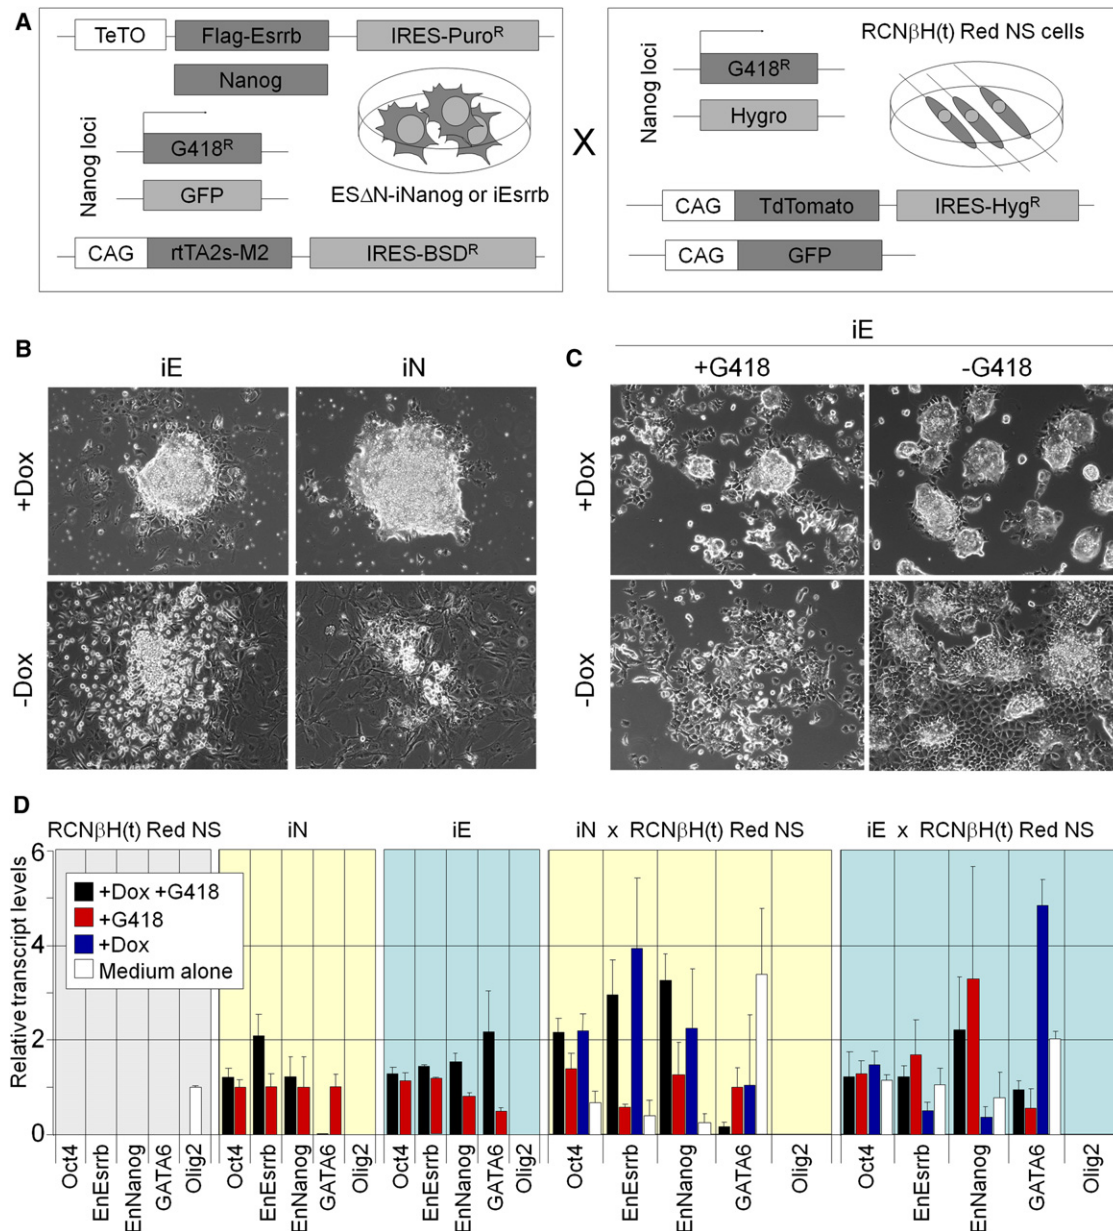 A
TeTO Flag-Esrrb IRES-Puroᴿ
Nanog
Nanog loci
G418ᴿ
GFP
ESΔN-iNanog or iEsrrb
CAG rtTA2s-M2 IRES-BSDᴿ
X
RCNβH(t) Red NS cells
Nanog loci
G418ᴿ
Hygro
CAG TdTomato IRES-Hygᴿ
CAG GFP
B
iE iN
+Dox
-Dox
C
iE
+G418 -G418
+Dox
-Dox
D
RCNβH(t) Red NS iN iE iN x RCNβH(t) Red NS iE x RCNβH(t) Red NS
Relative transcript levels
6
4
2
0
+Dox +G418
+G418
+Dox
Medium alone
Oct4 EnEsrrb EnNanog GATA6 Olig2 Oct4 EnEsrrb EnNanog GATA6 Olig2 Oct4 EnEsrrb EnNanog GATA6 Olig2 Oct4 EnEsrrb EnNanog GATA6 Olig2 Oct4 EnEsrrb EnNanog GATA6 Olig2